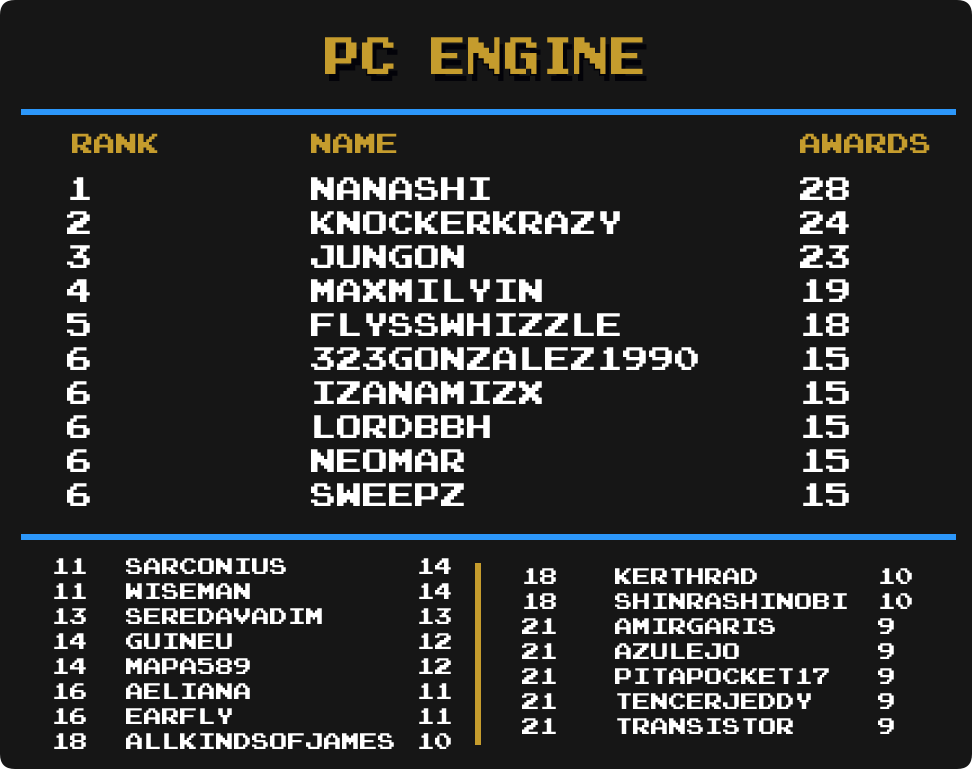 PC ENGINE
RANK NAME AWARDS
1 NANASHI 28
2 KNOCKERKRAZY 24
3 JUNGON 23
4 MAXMILYIN 19
5 FLYSSWHIZZLE 18
6 323GONZALEZ1990 15
6 IZANAMIZX 15
6 LORDBBH 15
6 NEOMAR 15
6 SWEEPZ 15
11 SARCONIUS 14
11 WISEMAN 14
13 SEREDAVADIM 13
14 GUINEU 12
14 MAPA589 12
16 AELIANA 11
16 EARFLY 11
18 ALLKINDSOFJAMES 10
18 KERTHRAD 10
18 SHINRASHINOBI 10
21 AMIRGARIS 9
21 AZULEJO 9
21 PITAPOCKET17 9
21 TENCERJEDDY 9
21 TRANSISTOR 9